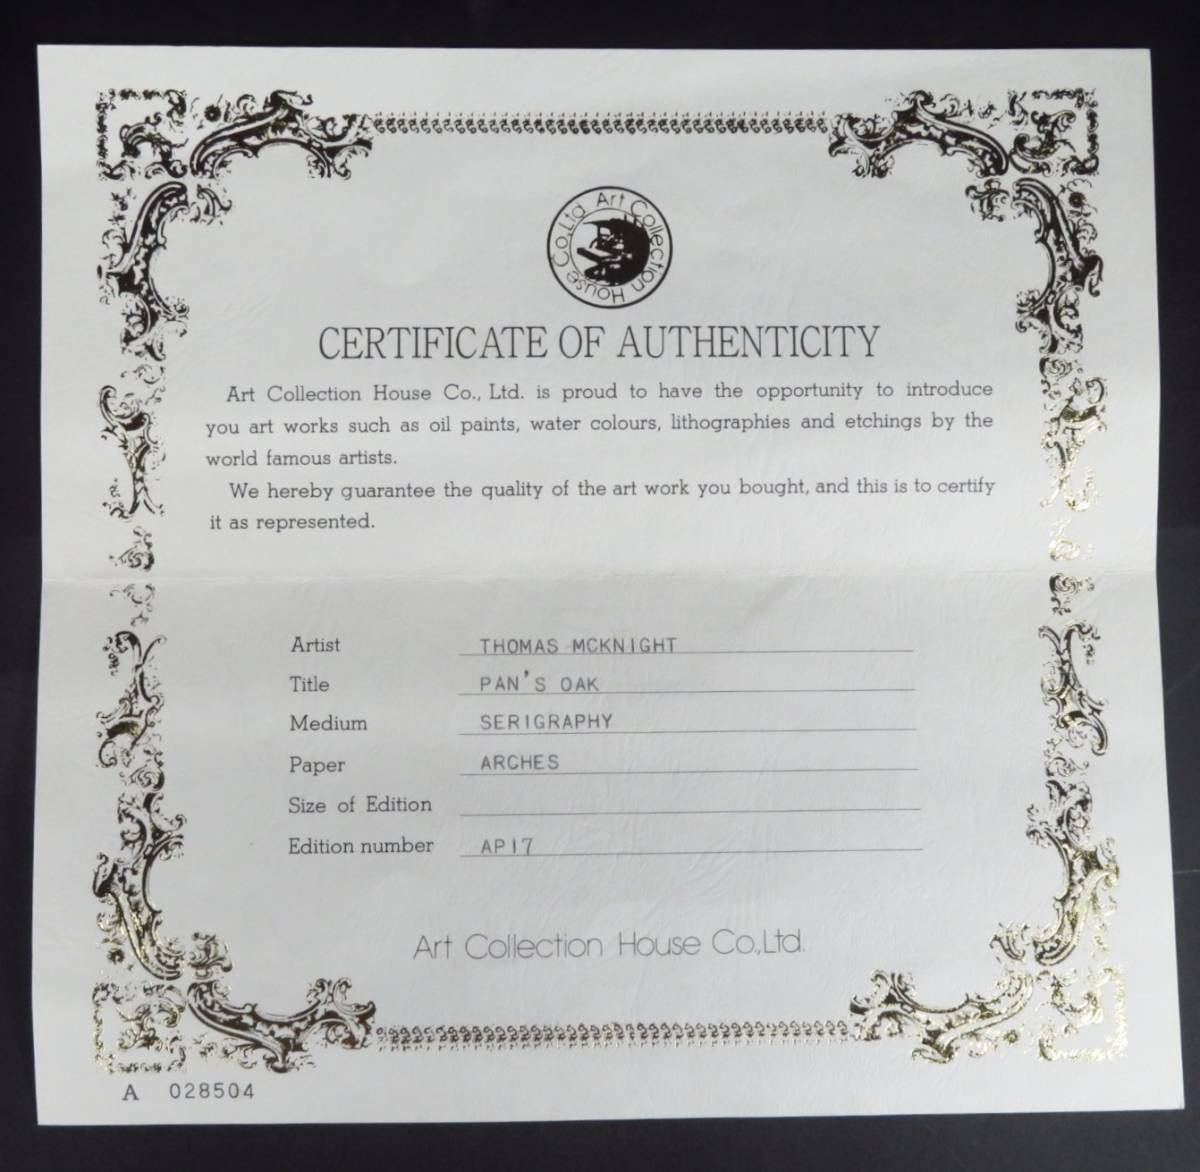 Art Collection House Co., Ltd.
CERTIFICATE OF AUTHENTICITY
Art Collection House Co., Ltd. is proud to have the opportunity to introduce
you art works such as oil paints, water colours, lithographies and etchings by the
world famous artists.
We hereby guarantee the quality of the art work you bought, and this is to certify
it as represented.
Artist THOMAS MCKNIGHT
Title PAN'S OAK
Medium SERIGRAPHY
Paper ARCHES
Size of Edition
Edition number AP17
Art Collection House Co.,Ltd.
A 028504